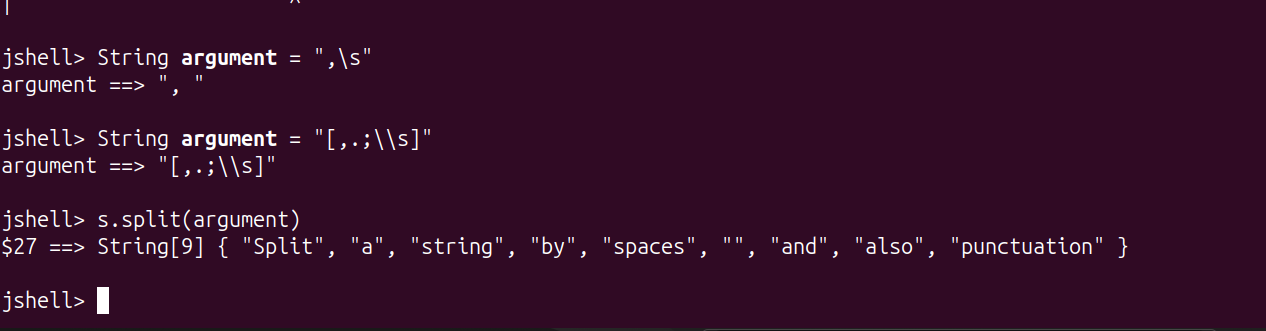 |                       ^
jshell> String argument = ",\s"
argument ==> ", "
jshell> String argument = "[,.;\\s]"
argument ==> "[,.;\\s]"
jshell> s.split(argument)
$27 ==> String[9] { "Split", "a", "string", "by", "spaces", "", "and", "also", "punctuation" }
jshell>